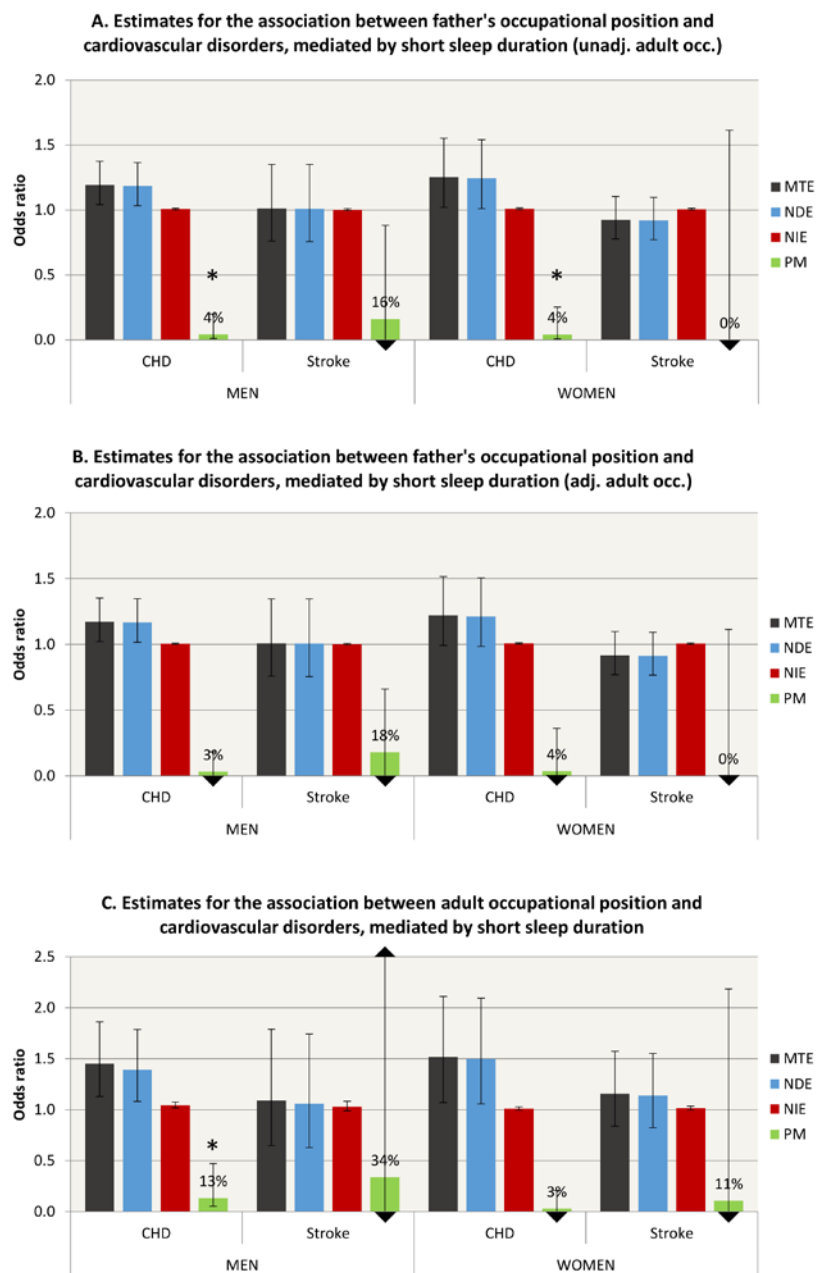 A. Estimates for the association between father's occupational position and
cardiovascular disorders, mediated by short sleep duration (unadj. adult occ.)
2.0
1.5
1.0
0.5
0.0
Odds ratio
*
4%
16%
*
4%
0%
CHD
Stroke
CHD
Stroke
MEN
WOMEN
MTE
NDE
NIE
PM
B. Estimates for the association between father's occupational position and
cardiovascular disorders, mediated by short sleep duration (adj. adult occ.)
2.0
1.5
1.0
0.5
0.0
Odds ratio
3%
18%
4%
0%
CHD
Stroke
CHD
Stroke
MEN
WOMEN
MTE
NDE
NIE
PM
C. Estimates for the association between adult occupational position and
cardiovascular disorders, mediated by short sleep duration
2.5
2.0
1.5
1.0
0.5
0.0
Odds ratio
*
13%
34%
3%
11%
CHD
Stroke
CHD
Stroke
MEN
WOMEN
MTE
NDE
NIE
PM